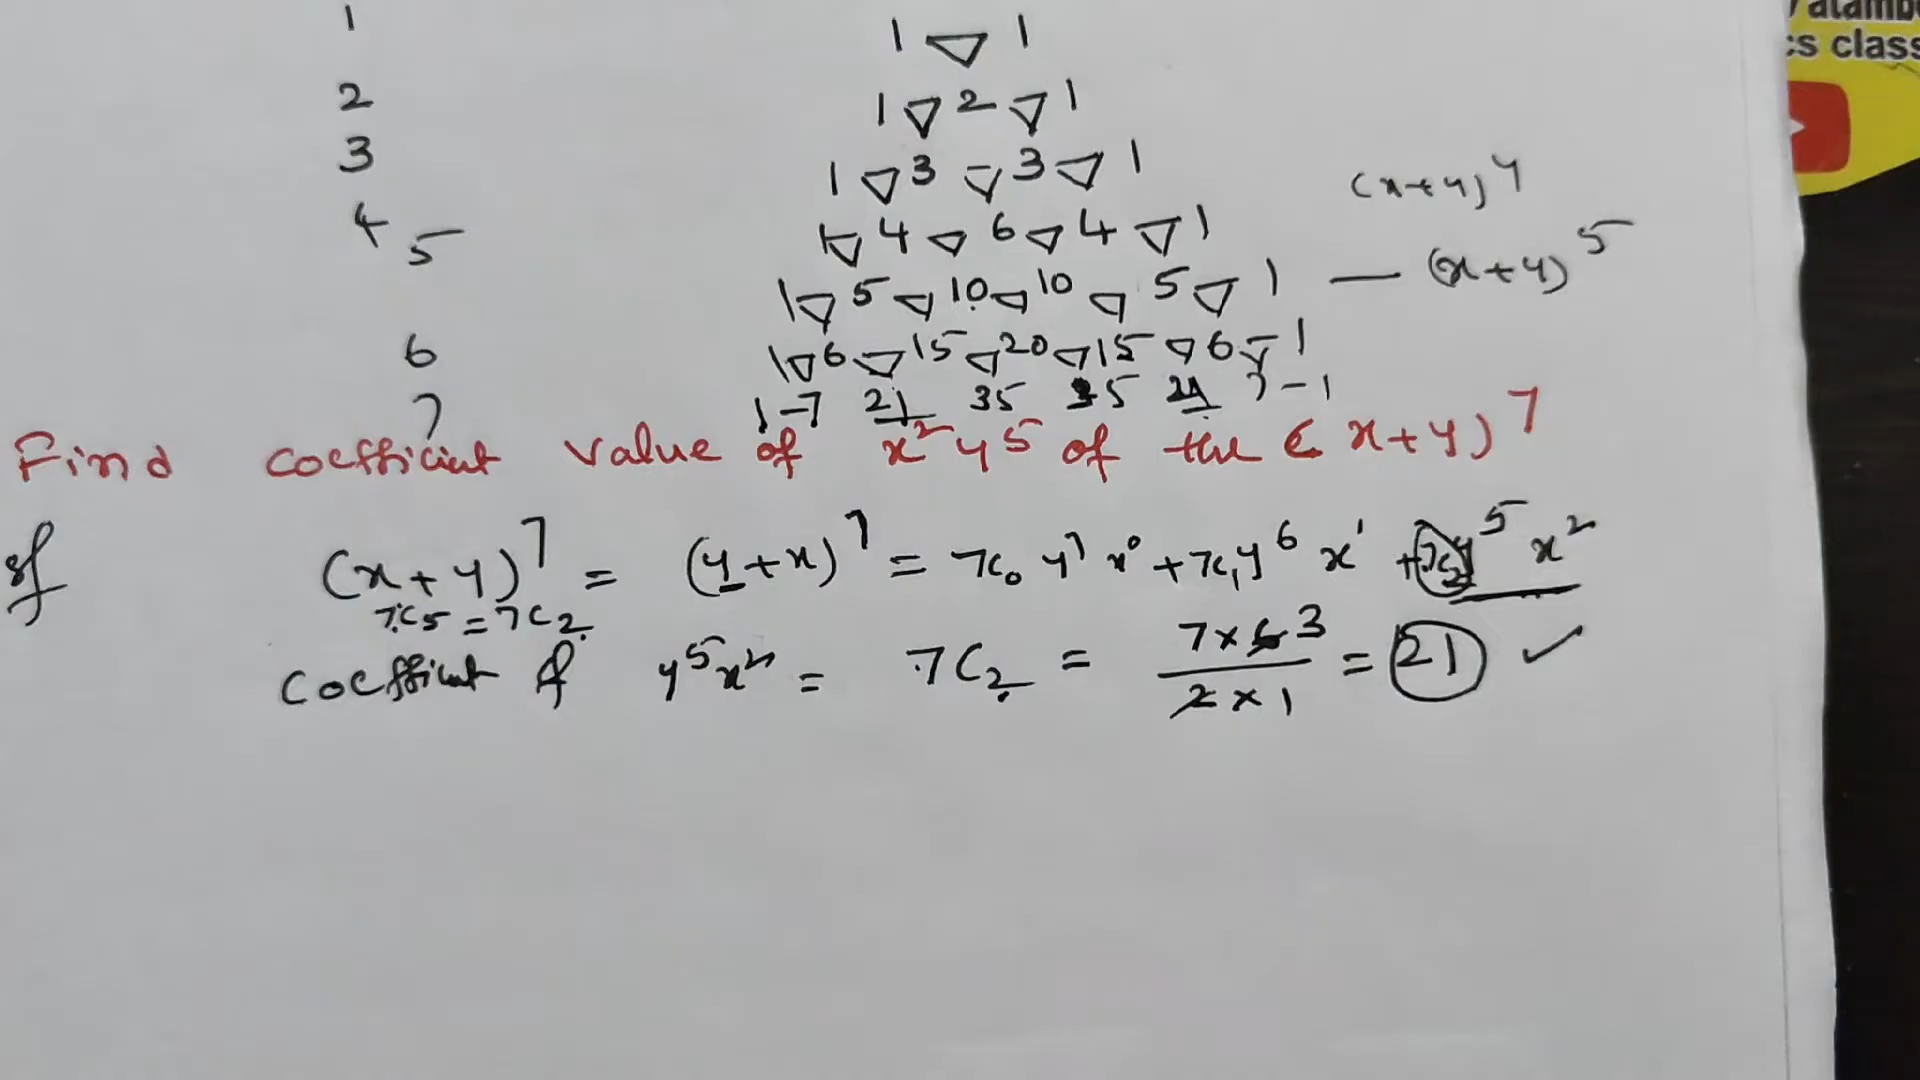 1 1 1
2 1 2 1
3 1 3 3 1
(x+y)4
4 1 4 6 4 1
5 1 5 10 10 5 1 — (x+y)5
6 1 6 15 20 15 6 1
7 1-7 21 35 35 21 7-1
Find coefficient value of x2y5 of the (x+y)7
(x+y)7 = (y+x)7 = 7C0 y7 x0 + 7C1 y6 x1 + 7C2 y5 x2
7C5 = 7C2
coefficient of y5x2 = 7C2 = 7×6 3 / 2×1 = 21 ✓
s class